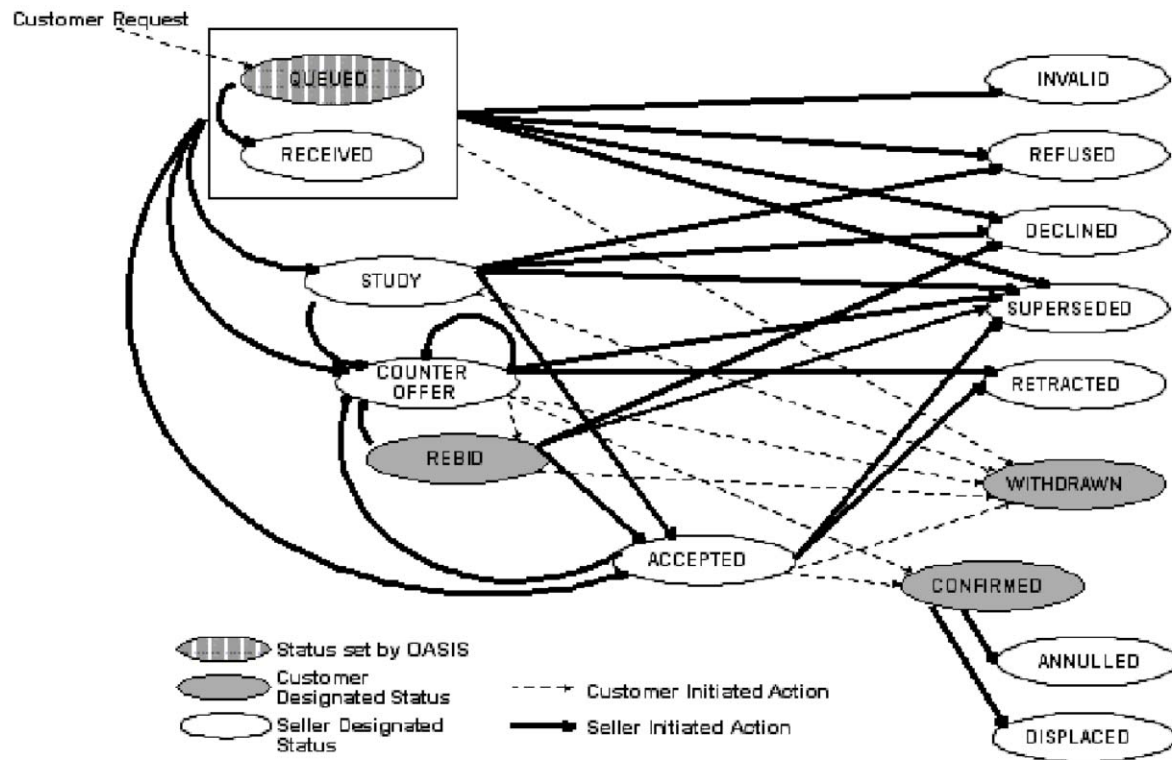 Customer Request
QUEUED
RECEIVED
STUDY
COUNTER
OFFER
REBID
ACCEPTED
INVALID
REFUSED
DECLINED
SUPERSEDED
RETRACTED
WITHDRAWN
CONFIRMED
ANNULLED
DISPLACED
Status set by OASIS
Customer
Designated Status
Seller Designated
Status
Customer Initiated Action
Seller Initiated Action